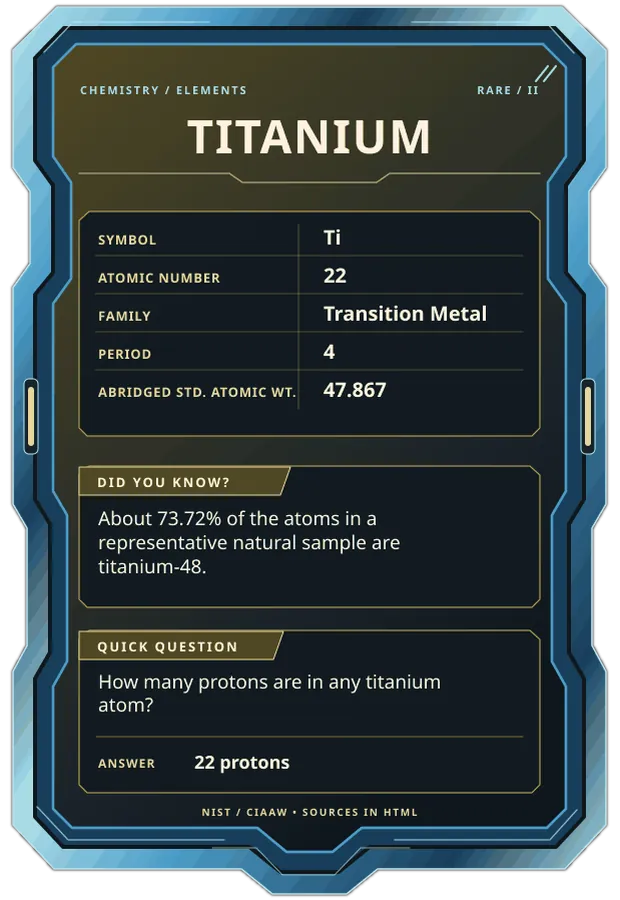 CHEMISTRY / ELEMENTS
RARE / II
TITANIUM
SYMBOL Ti
ATOMIC NUMBER 22
FAMILY Transition Metal
PERIOD 4
ABRIDGED STD. ATOMIC WT. 47.867
DID YOU KNOW?
About 73.72% of the atoms in a
representative natural sample are
titanium-48.
QUICK QUESTION
How many protons are in any titanium
atom?
ANSWER 22 protons
NIST / CIAAW • SOURCES IN HTML